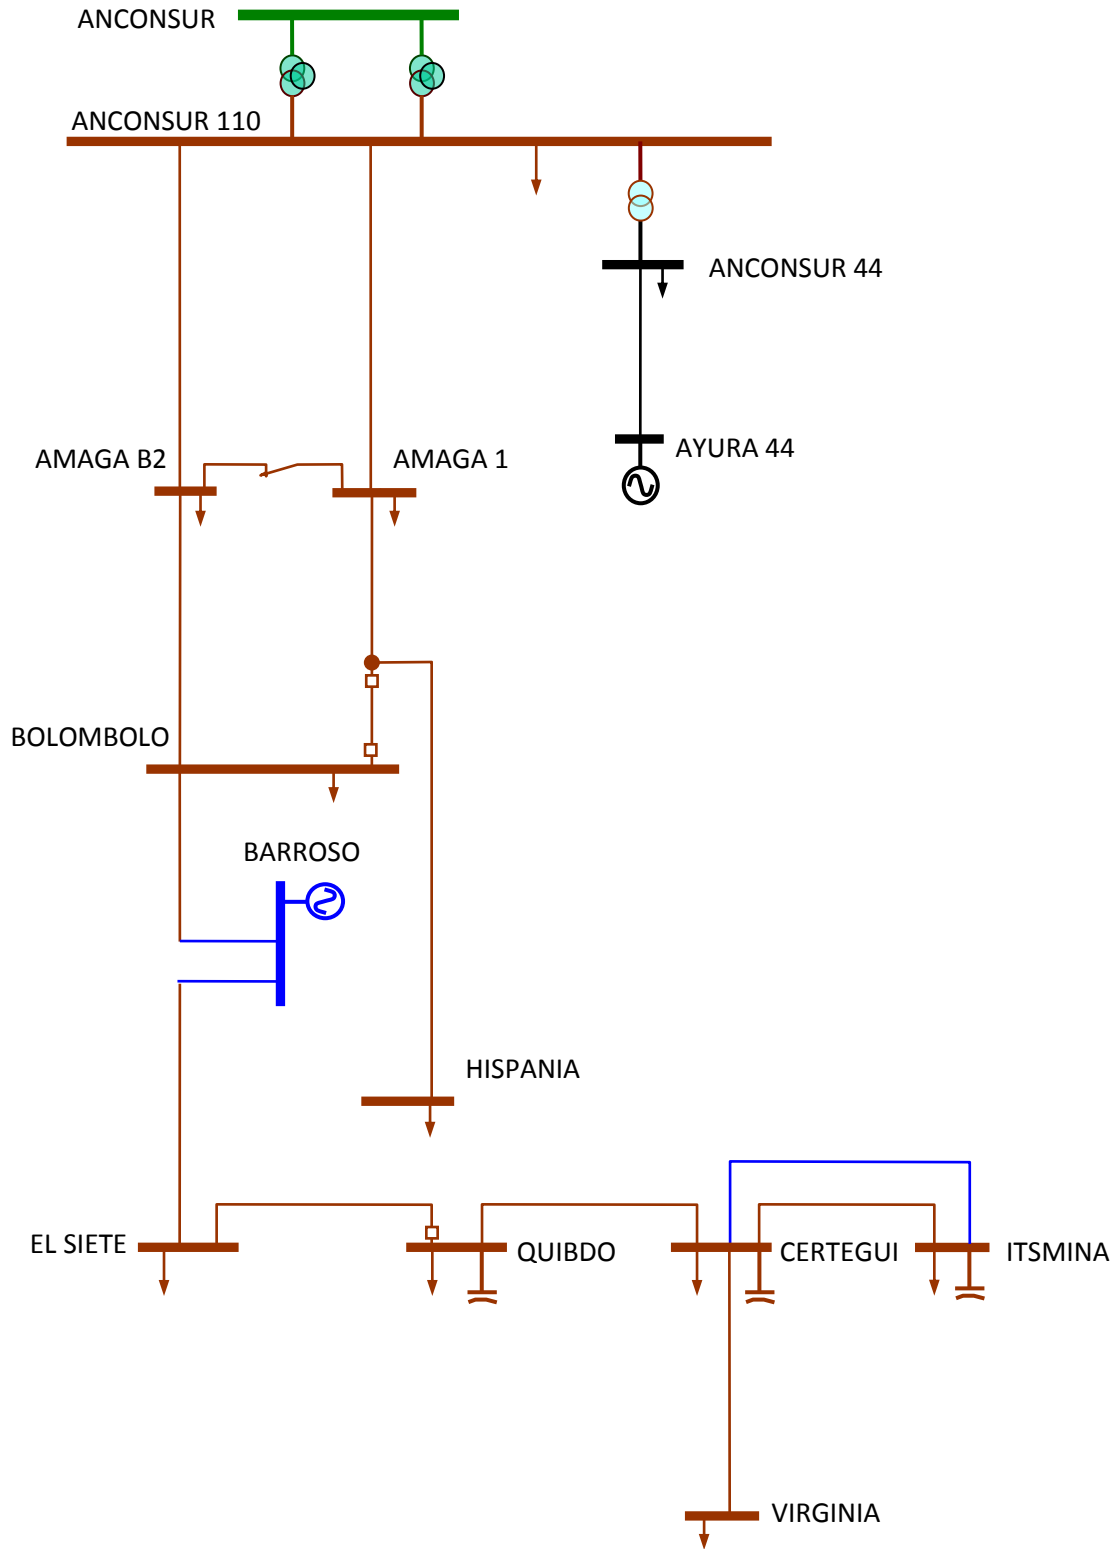 ANCONSUR
ANCONSUR 110
ANCONSUR 44
AMAGA B2
AMAGA 1
AYURA 44
BOLOMBOLO
BARROSO
HISPANIA
EL SIETE
QUIBDO
CERTEGUI
ITSMINA
VIRGINIA